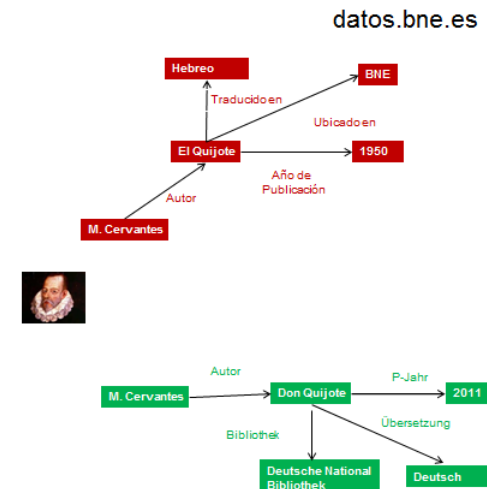 datos.bne.es
Hebreo
BNE
Traducido en
Ubicado en
El Quijote
1950
Año de
Publicación
Autor
M. Cervantes
Autor
P-Jahr
M. Cervantes
Don Quijote
2011
Übersetzung
Bibliothek
Deutsche National
Bibliothek
Deutsch